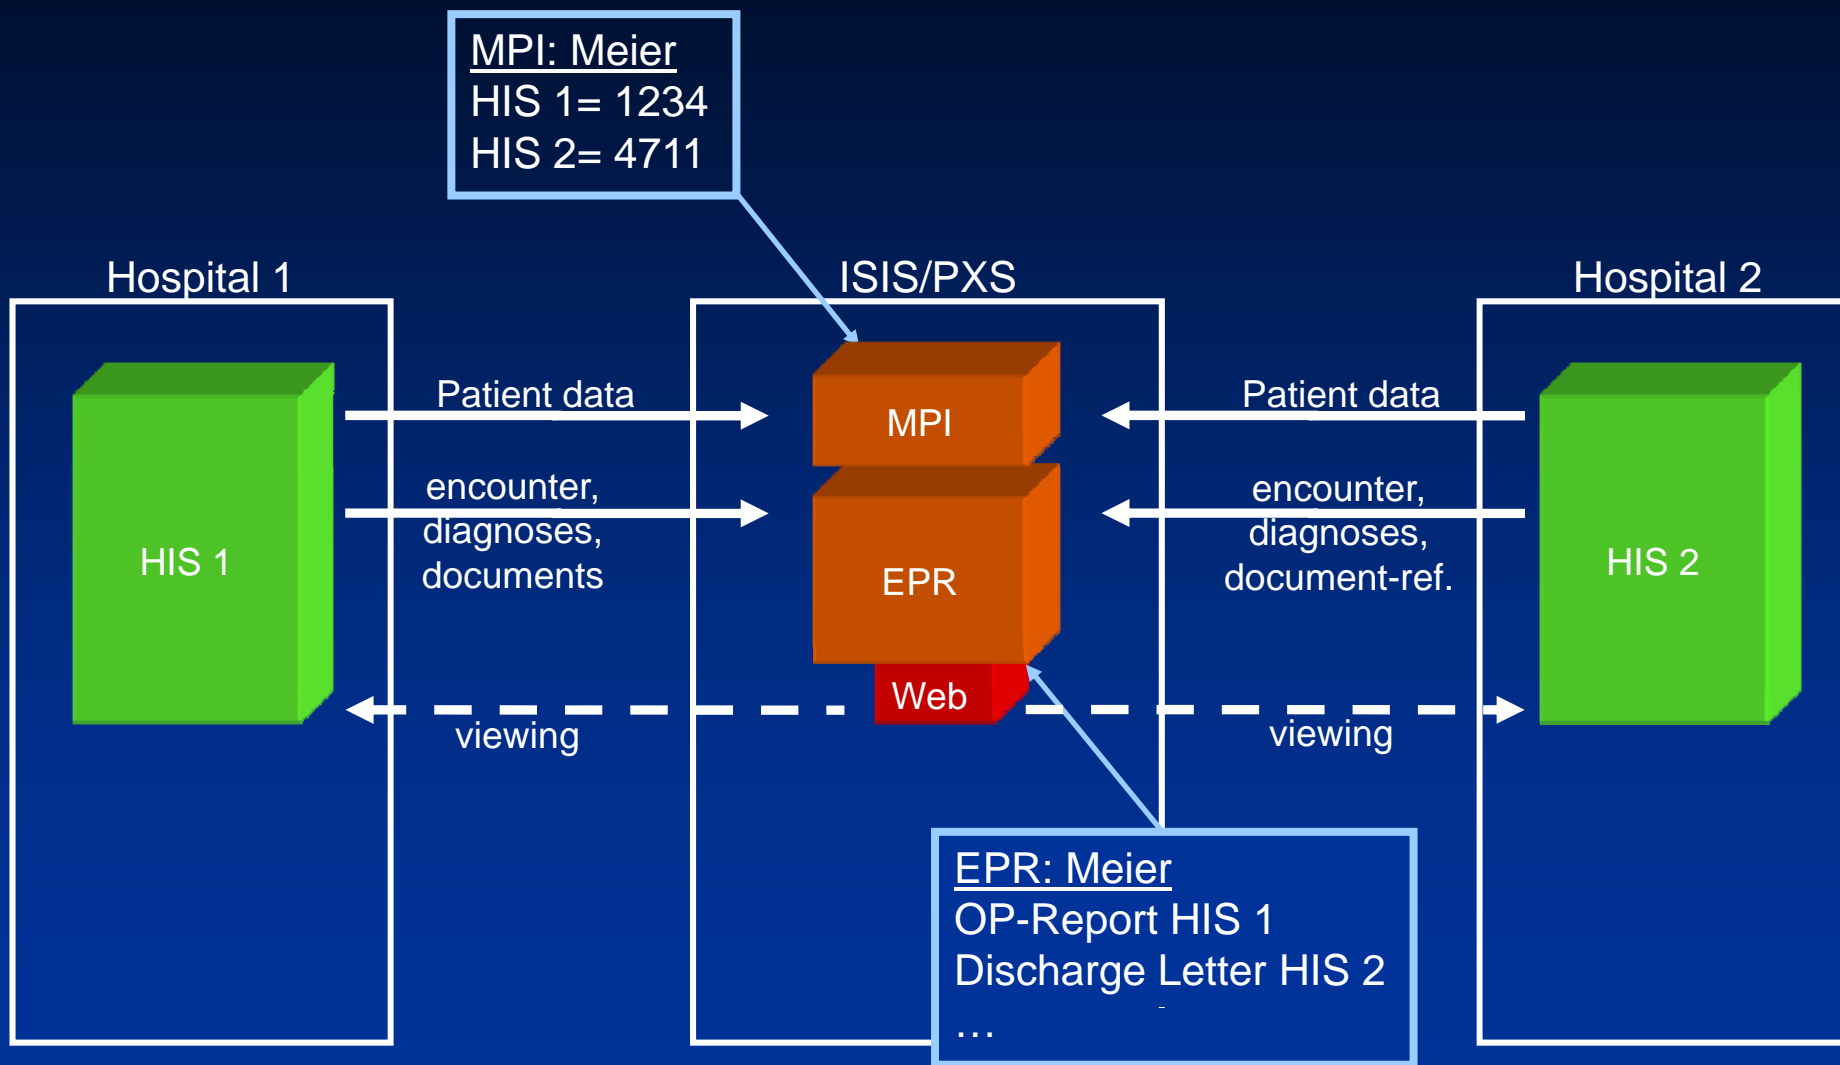 MPI: Meier
HIS 1= 1234
HIS 2= 4711
Hospital 1
ISIS/PXS
Hospital 2
Patient data
Patient data
MPI
encounter,
diagnoses,
documents
encounter,
diagnoses,
document-ref.
HIS 1
EPR
HIS 2
Web
viewing
viewing
EPR: Meier
OP-Report HIS 1
Discharge Letter HIS 2
…